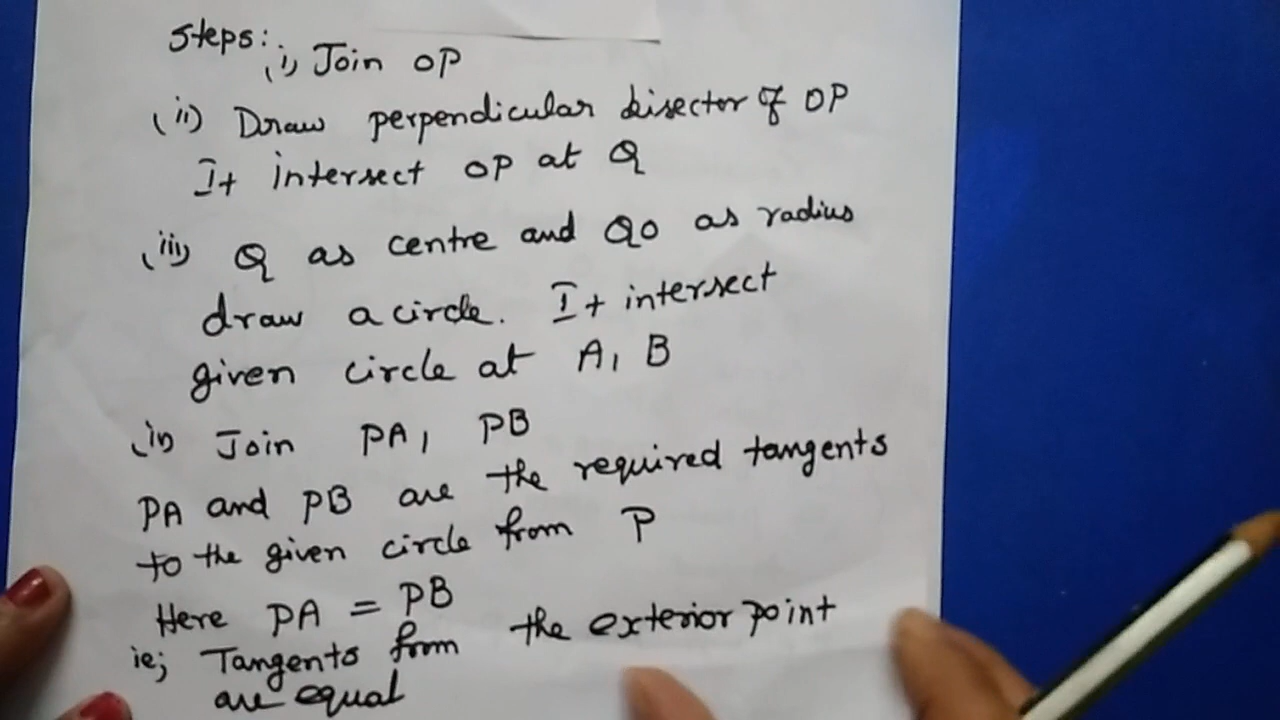 Steps: (i) Join OP
(ii) Draw perpendicular bisector of OP
It intersect OP at Q
(iii) Q as centre and QO as radius
draw a circle. It intersect
given circle at A, B
(iv) Join PA, PB
PA and PB are the required tangents
to the given circle from P
Here PA = PB
ie; Tangents from the exterior point
are equal